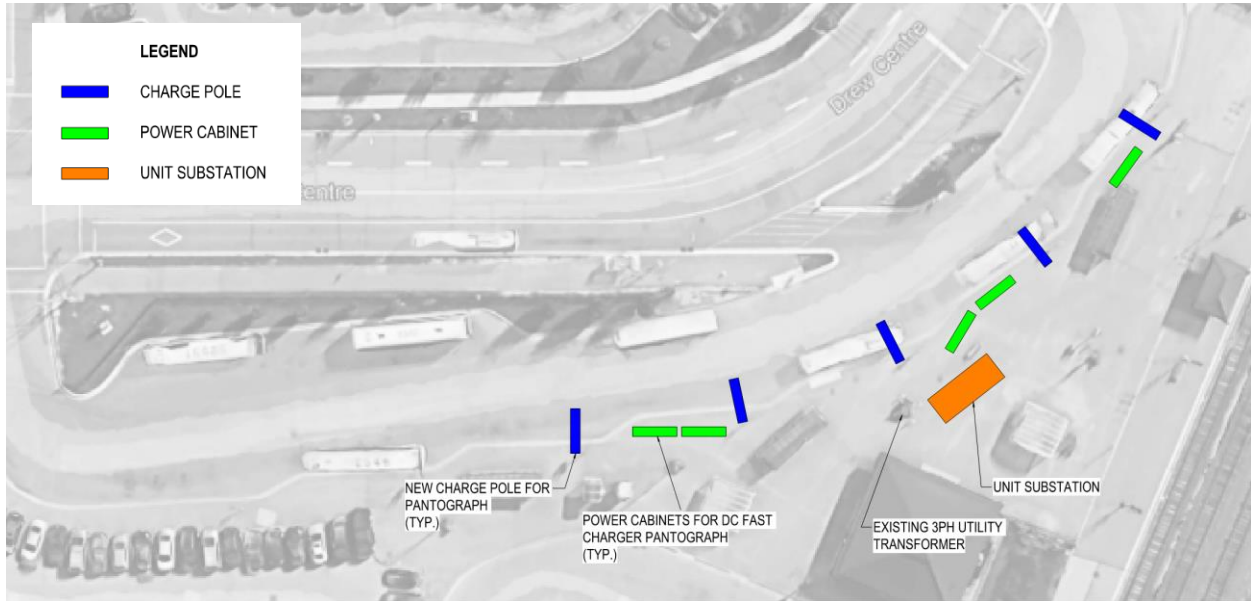 LEGEND
CHARGE POLE
POWER CABINET
UNIT SUBSTATION
Drew Centre
entre
NEW CHARGE POLE FOR
PANTOGRAPH
(TYP.)
POWER CABINETS FOR DC FAST
CHARGER PANTOGRAPH
(TYP.)
UNIT SUBSTATION
EXISTING 3PH UTILITY
TRANSFORMER